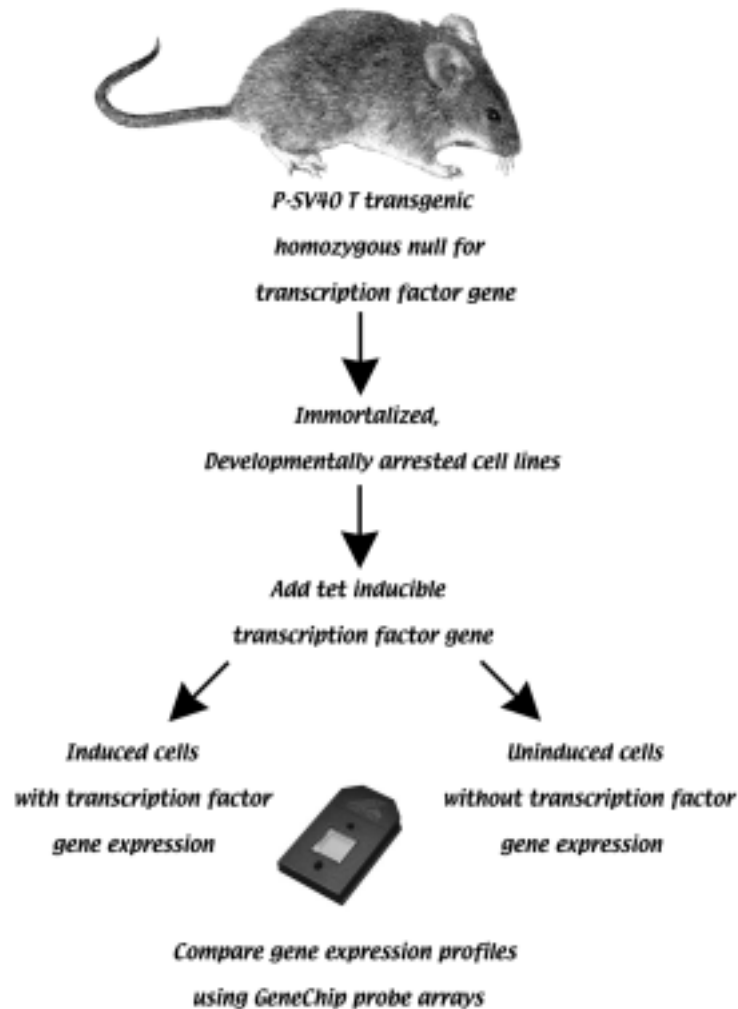 P-SV40 T transgenic
homozygous null for
transcription factor gene
Immortalized,
Developmentally arrested cell lines
Add tet inducible
transcription factor gene
Induced cells
with transcription factor
gene expression
Uninduced cells
without transcription factor
gene expression
Compare gene expression profiles
using GeneChip probe arrays